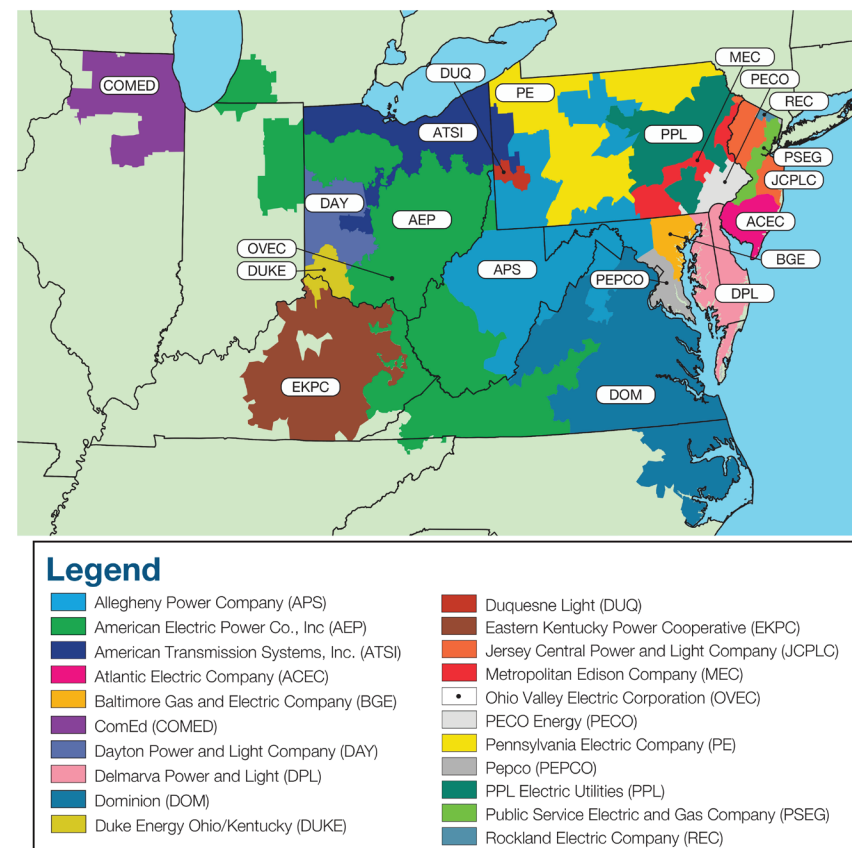 MEC
DUQ
PECO
COMED
PE
REC
ATSI
PPL
PSEG
JCPLC
DAY
AEP
ACEC
OVEC
BGE
DUKE
APS
PEPCO
DPL
EKPC
DOM
Legend
Allegheny Power Company (APS)
American Electric Power Co., Inc (AEP)
American Transmission Systems, Inc. (ATSI)
Atlantic Electric Company (ACEC)
Baltimore Gas and Electric Company (BGE)
ComEd (COMED)
Dayton Power and Light Company (DAY)
Delmarva Power and Light (DPL)
Dominion (DOM)
Duke Energy Ohio/Kentucky (DUKE)
Duquesne Light (DUQ)
Eastern Kentucky Power Cooperative (EKPC)
Jersey Central Power and Light Company (JCPLC)
Metropolitan Edison Company (MEC)
Ohio Valley Electric Corporation (OVEC)
PECO Energy (PECO)
Pennsylvania Electric Company (PE)
Pepco (PEPCO)
PPL Electric Utilities (PPL)
Public Service Electric and Gas Company (PSEG)
Rockland Electric Company (REC)